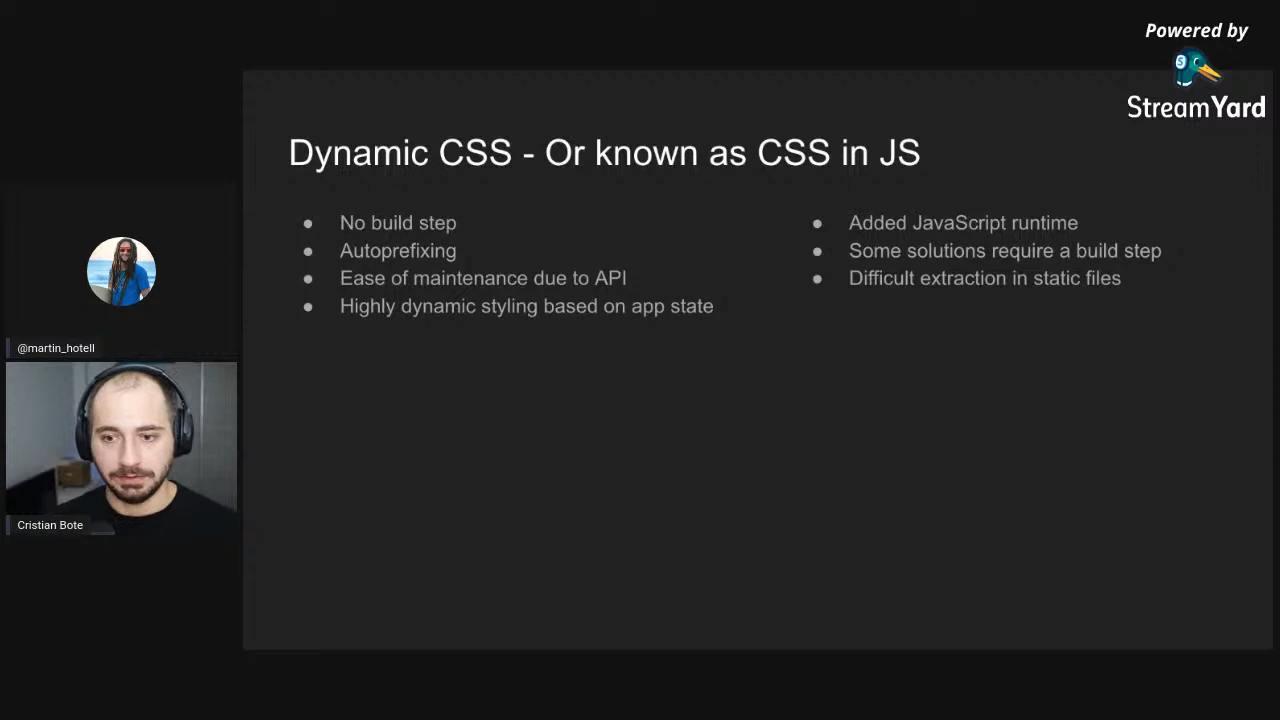 Powered by
StreamYard
Dynamic CSS - Or known as CSS in JS
● No build step
● Autoprefixing
● Ease of maintenance due to API
● Highly dynamic styling based on app state
● Added JavaScript runtime
● Some solutions require a build step
● Difficult extraction in static files
@martin_hotell
Cristian Bote